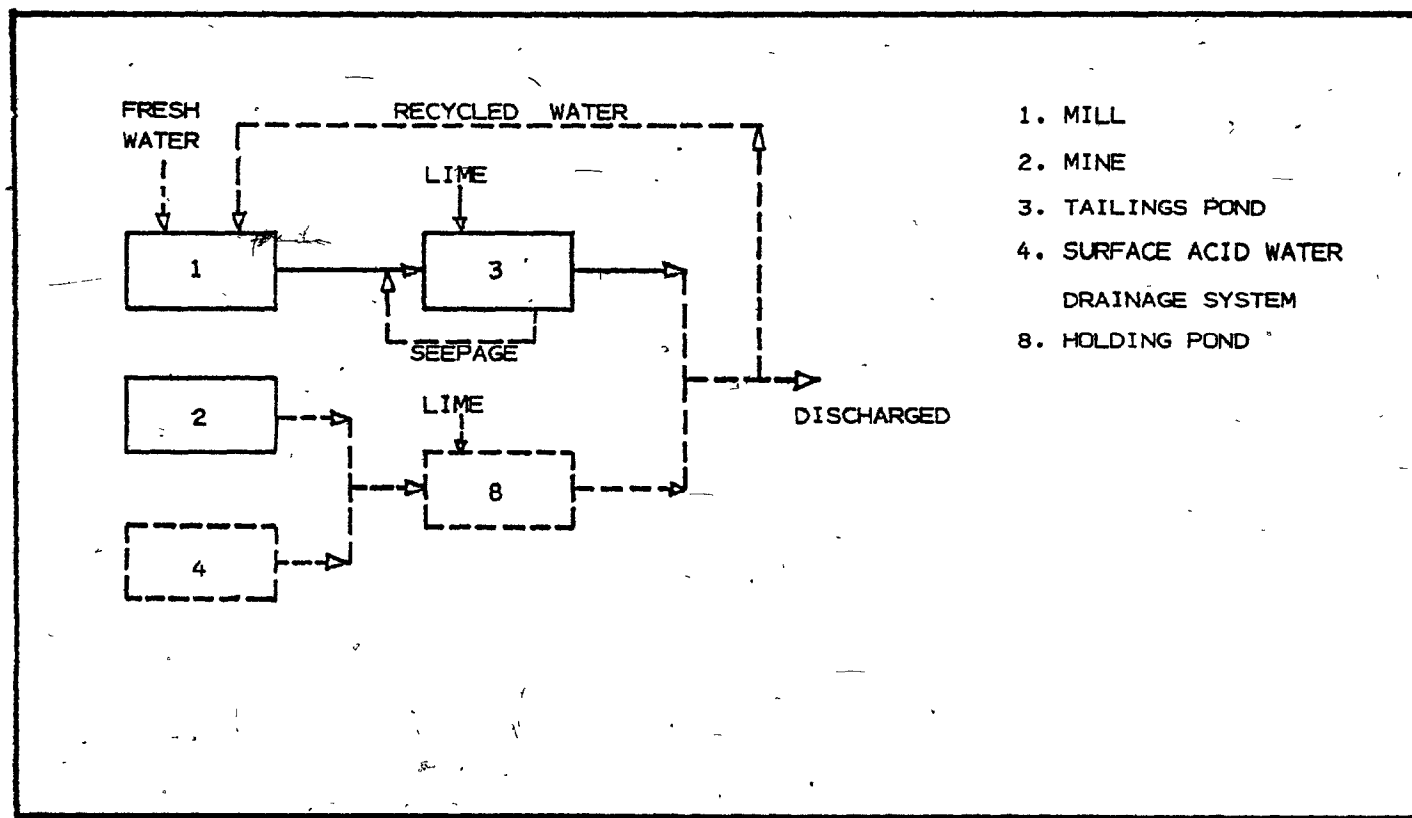 FRESH
WATER
RECYCLED WATER
LIME
1
3
SEEPAGE
2
LIME
8
4
DISCHARGED
1. MILL
2. MINE
3. TAILINGS POND
4. SURFACE ACID WATER
DRAINAGE SYSTEM
8. HOLDING POND